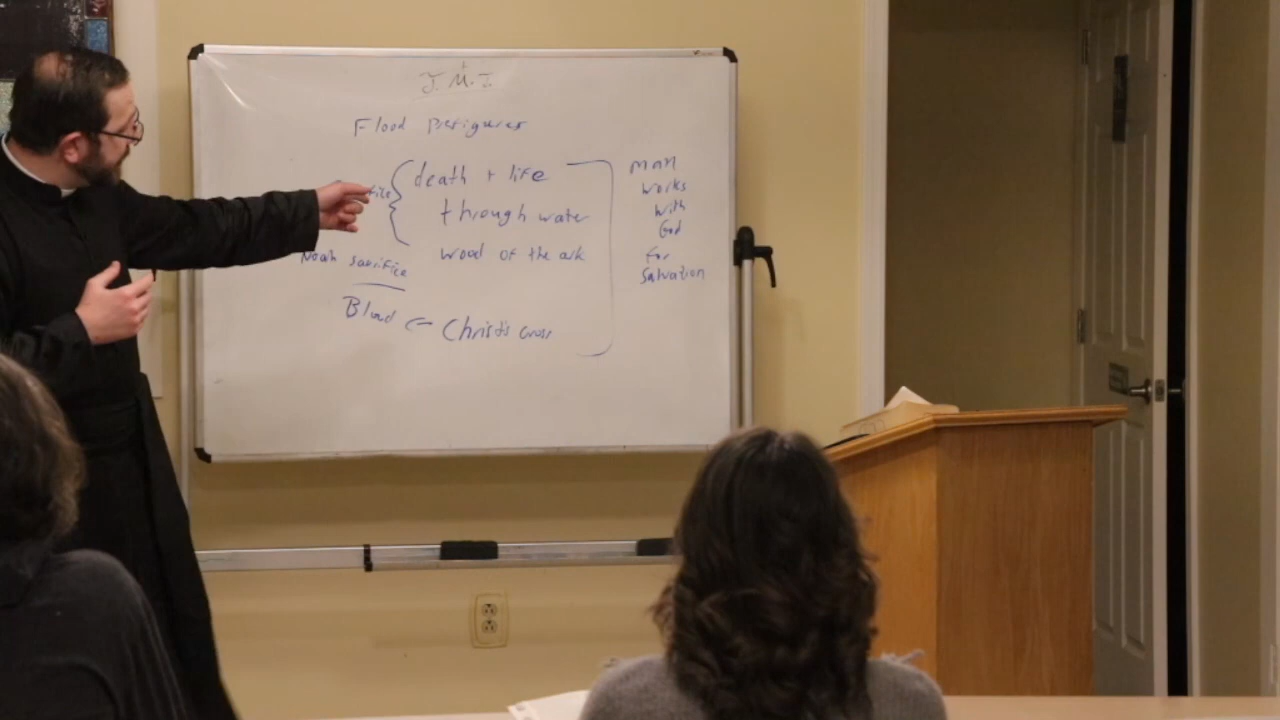 J. M. J.
Flood Prefigures
death + life
through water
wood of the ark
Noah sacrifice
Blood ← Christ's cross
man
works
with
God
for
Salvation